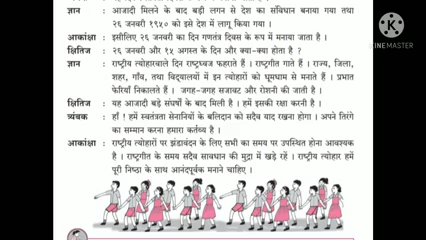 ज्ञान : आजादी मिलने के बाद बड़ी लगन से देश का संविधान बनाया गया तथा
२६ जनवरी १९५० को इसे देश में लागू किया गया ।
आकांक्षा : इसीलिए २६ जनवरी का दिन गणतंत्र दिवस के रूप में मनाया जाता है ।
क्षितिज : २६ जनवरी और १५ अगस्त के दिन और क्या-क्या होता है ?
ज्ञान : राष्ट्रीय त्योहारवाले दिन राष्ट्रध्वज फहराते हैं । राष्ट्रगीत गाते हैं । राज्य, जिला,
शहर, गाँव, तथा विद्यालयों में इन त्योहारों को धूमधाम से मनाते हैं । प्रभात
फेरियाँ निकालते हैं । जगह-जगह सजावट और रोशनी की जाती है ।
क्षितिज : यह आजादी बड़े संघर्षों के बाद मिली है । हमें इसकी रक्षा करनी है ।
त्र्यंबक : हाँ ! हमें स्वतंत्रता सेनानियों के बलिदान को सदैव याद रखना होगा । अपने तिरंगे
का सम्मान करना हमारा कर्तव्य है ।
आकांक्षा : राष्ट्रीय त्योहारों पर झंडावंदन के लिए सभी का समय पर उपस्थित होना आवश्यक
है । राष्ट्रगीत के समय सदैव सावधान की मुद्रा में खड़े रहें । राष्ट्रीय त्योहार हमें
पूरी निष्ठा के साथ आनंदपूर्वक मनाने चाहिए ।
KINEMASTER